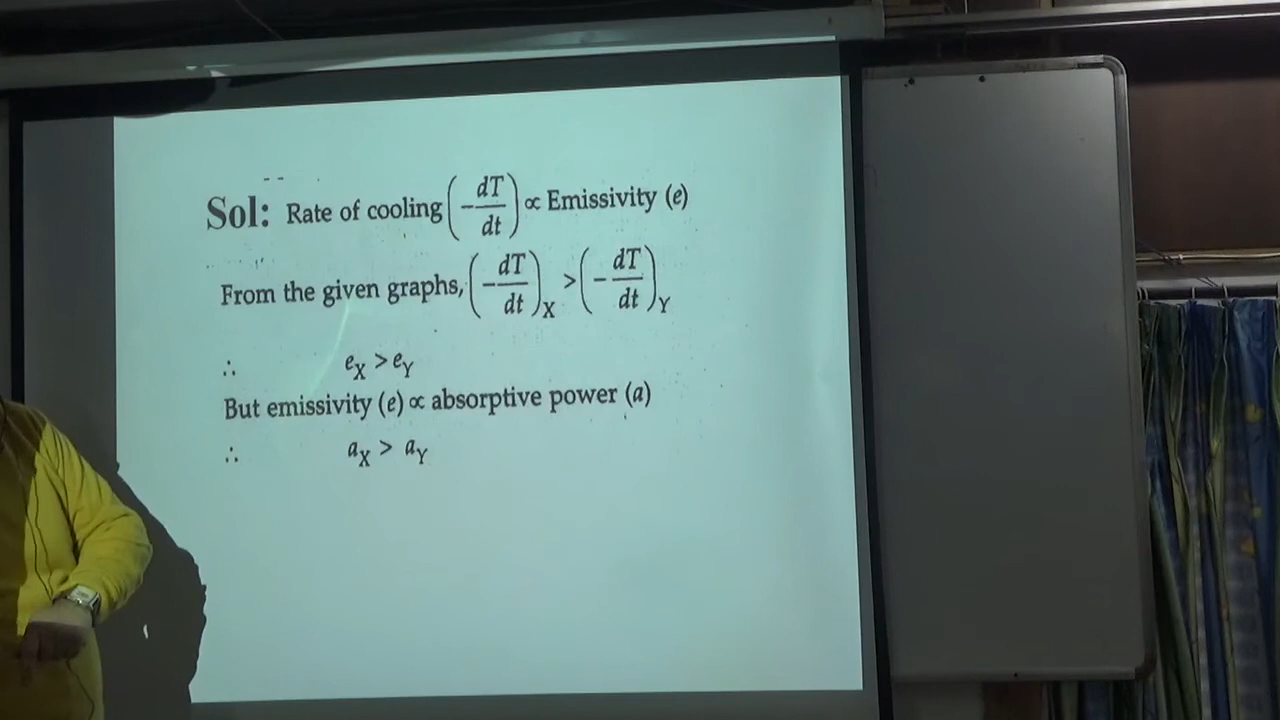 Sol: Rate of cooling (-dT/dt) ∝ Emissivity (e)
From the given graphs, (-dT/dt)X > (-dT/dt)Y
∴ eX > eY
But emissivity (e) ∝ absorptive power (a)
∴ aX > aY